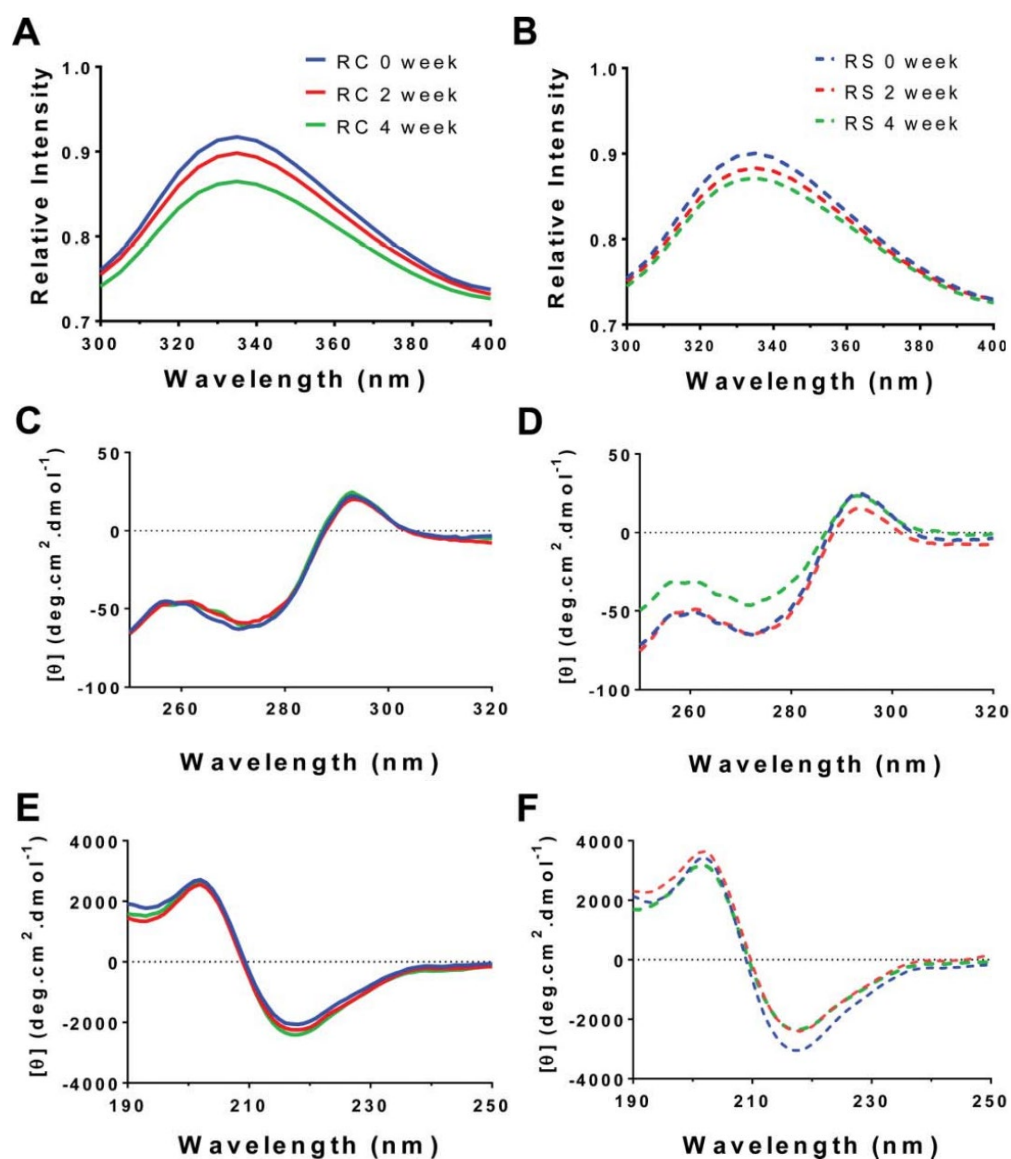 A
RC 0 week
RC 2 week
RC 4 week
Relative Intensity
1.0
0.9
0.8
0.7
300 320 340 360 380 400
Wavelength (nm)
B
RS 0 week
RS 2 week
RS 4 week
Relative Intensity
1.0
0.9
0.8
0.7
300 320 340 360 380 400
Wavelength (nm)
C
[θ] (deg.cm².dmol⁻¹)
50
0
-50
-100
260 280 300 320
Wavelength (nm)
D
[θ] (deg.cm².dmol⁻¹)
50
0
-50
-100
260 280 300 320
Wavelength (nm)
E
[θ] (deg.cm².dmol⁻¹)
4000
2000
0
-2000
-4000
190 210 230 250
Wavelength (nm)
F
[θ] (deg.cm².dmol⁻¹)
4000
2000
0
-2000
-4000
190 210 230 250
Wavelength (nm)